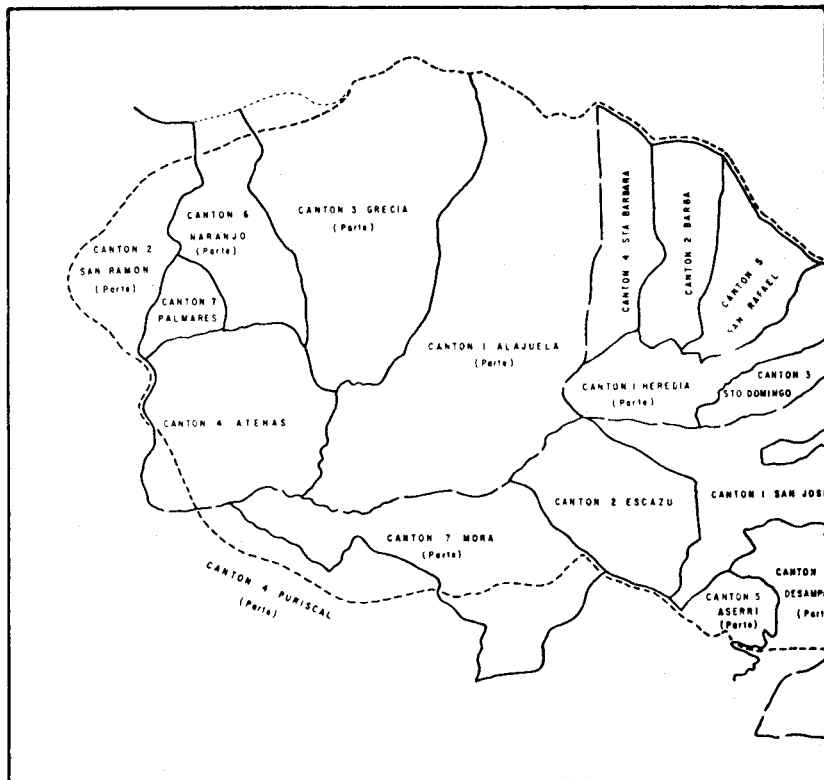 CANTON 6
NARANJO
(Parte)
CANTON 3 GRECIA
(Parte)
CANTON 2
SAN RAMON
(Parte)
CANTON 7
PALMARES
CANTON 4 STA BARBARA
CANTON 2 BARBA
CANTON 5
SAN RAFAEL
CANTON 1 ALAJUELA
(Parte)
CANTON 1 HEREDIA
(Parte)
CANTON 3
STO DOMINGO
CANTON 4 ATENAS
CANTON 2 ESCAZU
CANTON 1 SAN JOSE
CANTON 7 MORA
(Parte)
CANTON 4 PURISCAL
(Parte)
CANTON 5
ASERRI
(Parte)
CANTON
DESAMP
(Part